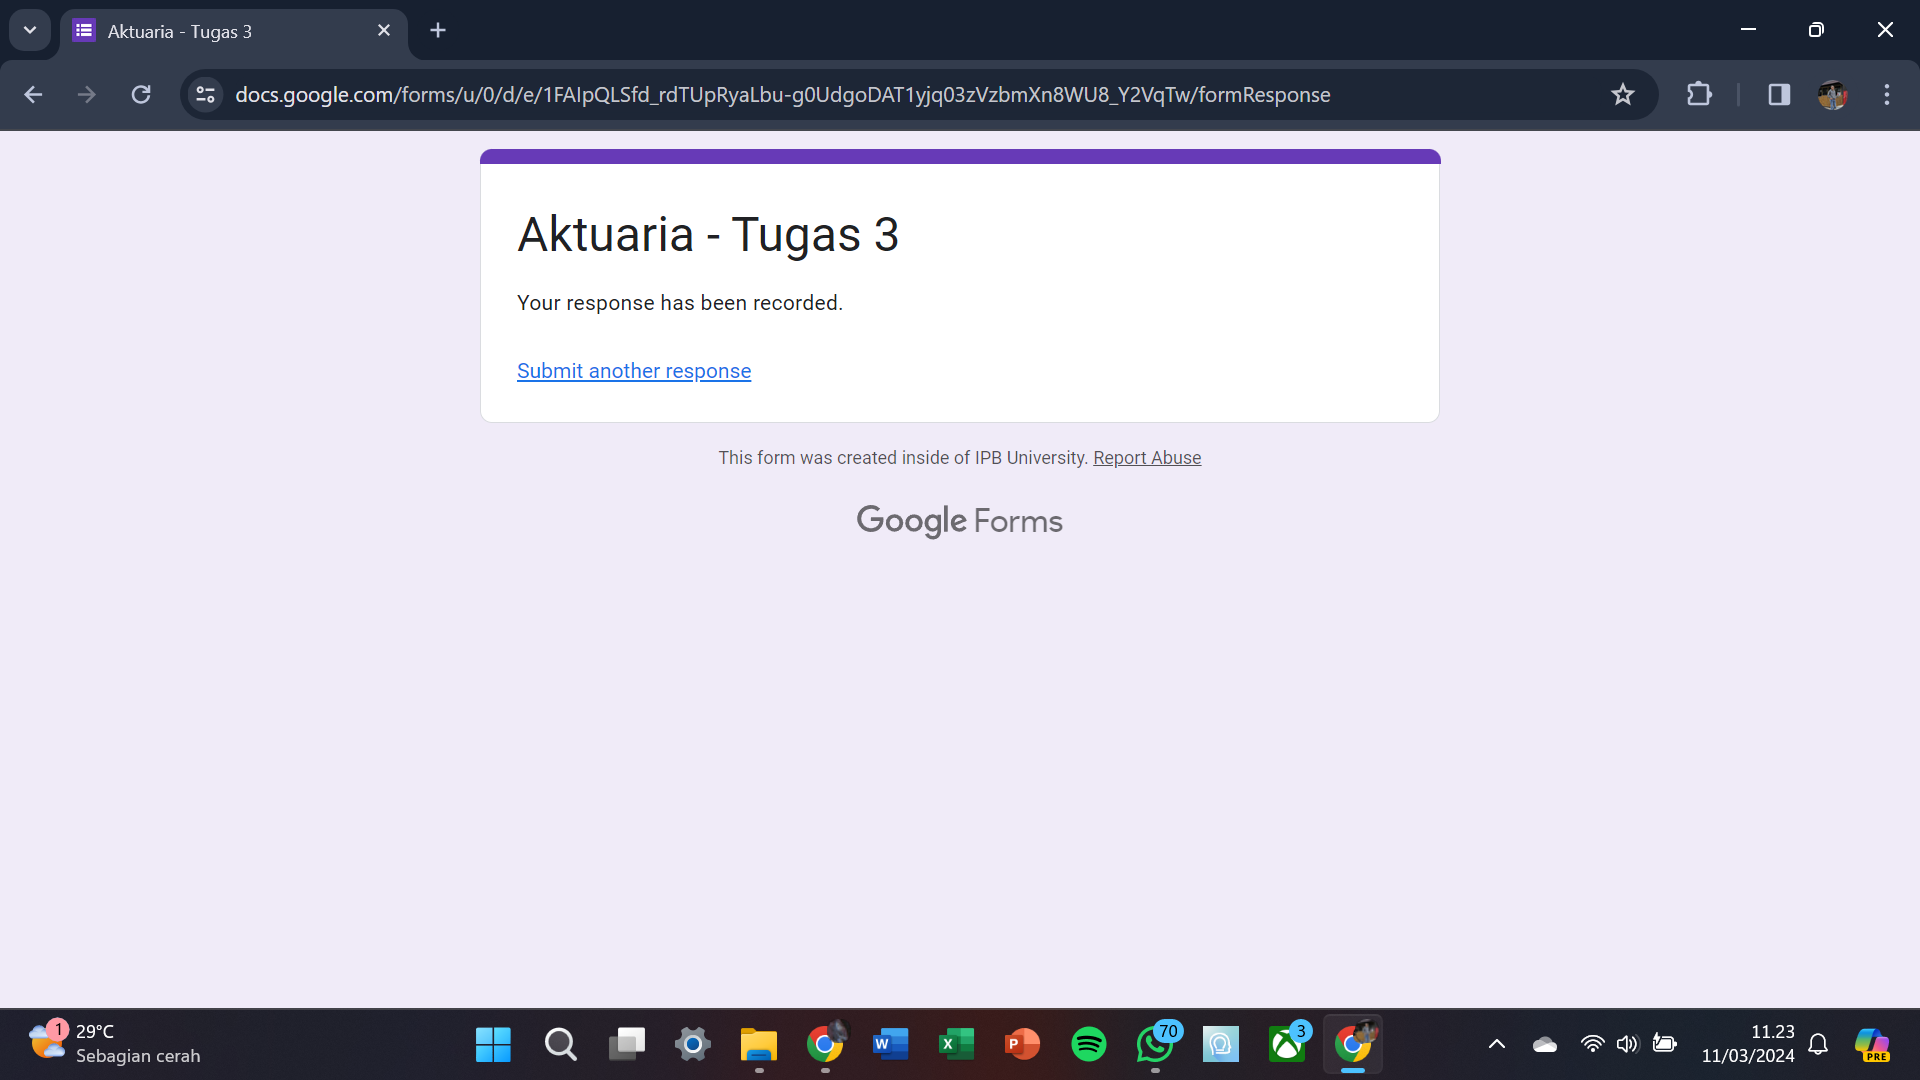 Aktuaria - Tugas 3
docs.google.com/forms/u/0/d/e/1FAIpQLSfd_rdTUpRyaLbu-g0UdgoDAT1yjq03zVzbmXn8WU8_Y2VqTw/formResponse
Aktuaria - Tugas 3
Your response has been recorded.
Submit another response
This form was created inside of IPB University. Report Abuse
Google Forms
1
29°C
Sebagian cerah
W
X
P
70
3
11.23
11/03/2024
PRE